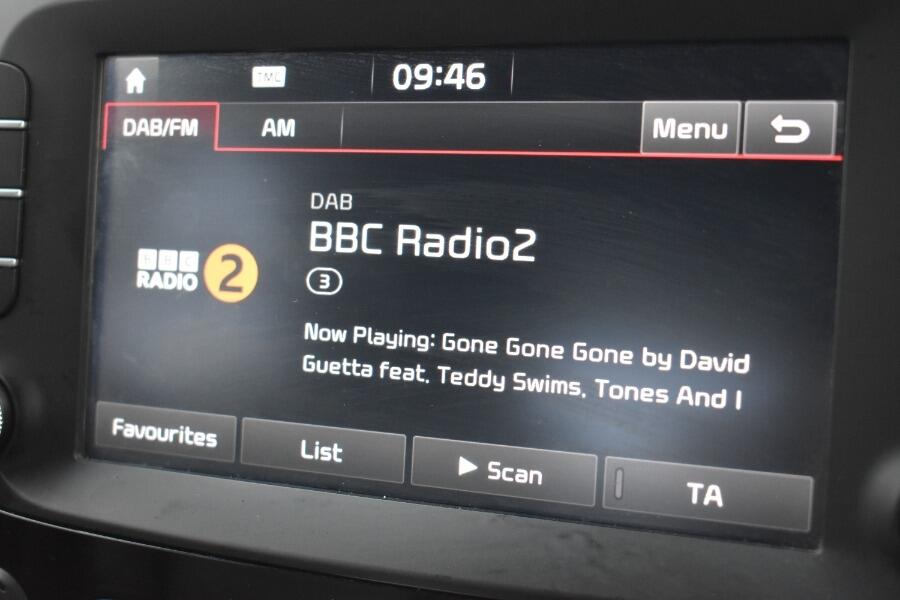 TMC
09:46
DAB/FM
AM
Menu
DAB
BBC Radio2
3
BBC
RADIO 2
Now Playing: Gone Gone Gone by David
Guetta feat. Teddy Swims, Tones And I
Favourites
List
Scan
TA